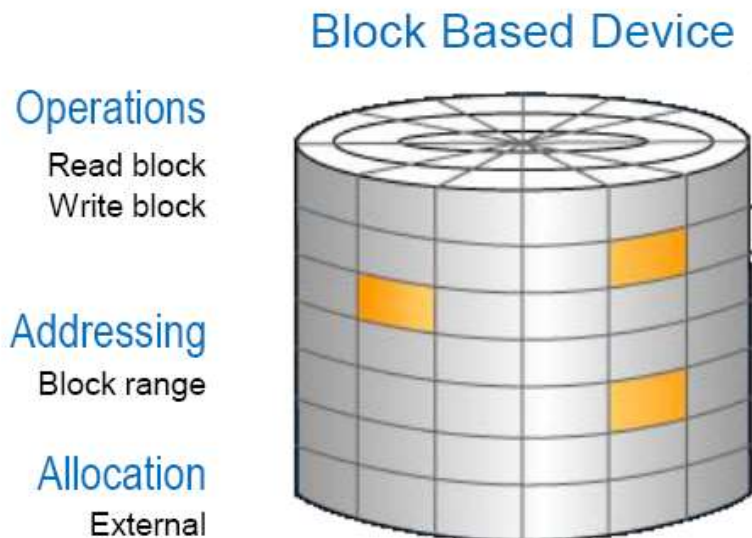 Block Based Device
Operations
Read block
Write block
Addressing
Block range
Allocation
External